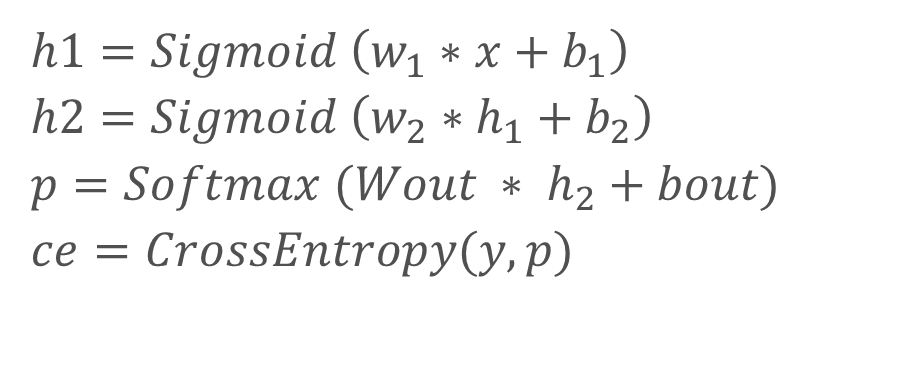 h1 = Sigmoid (w₁ * x + b₁)
h2 = Sigmoid (w₂ * h₁ + b₂)
p = Softmax (Wout * h₂ + bout)
ce = CrossEntropy(y, p)